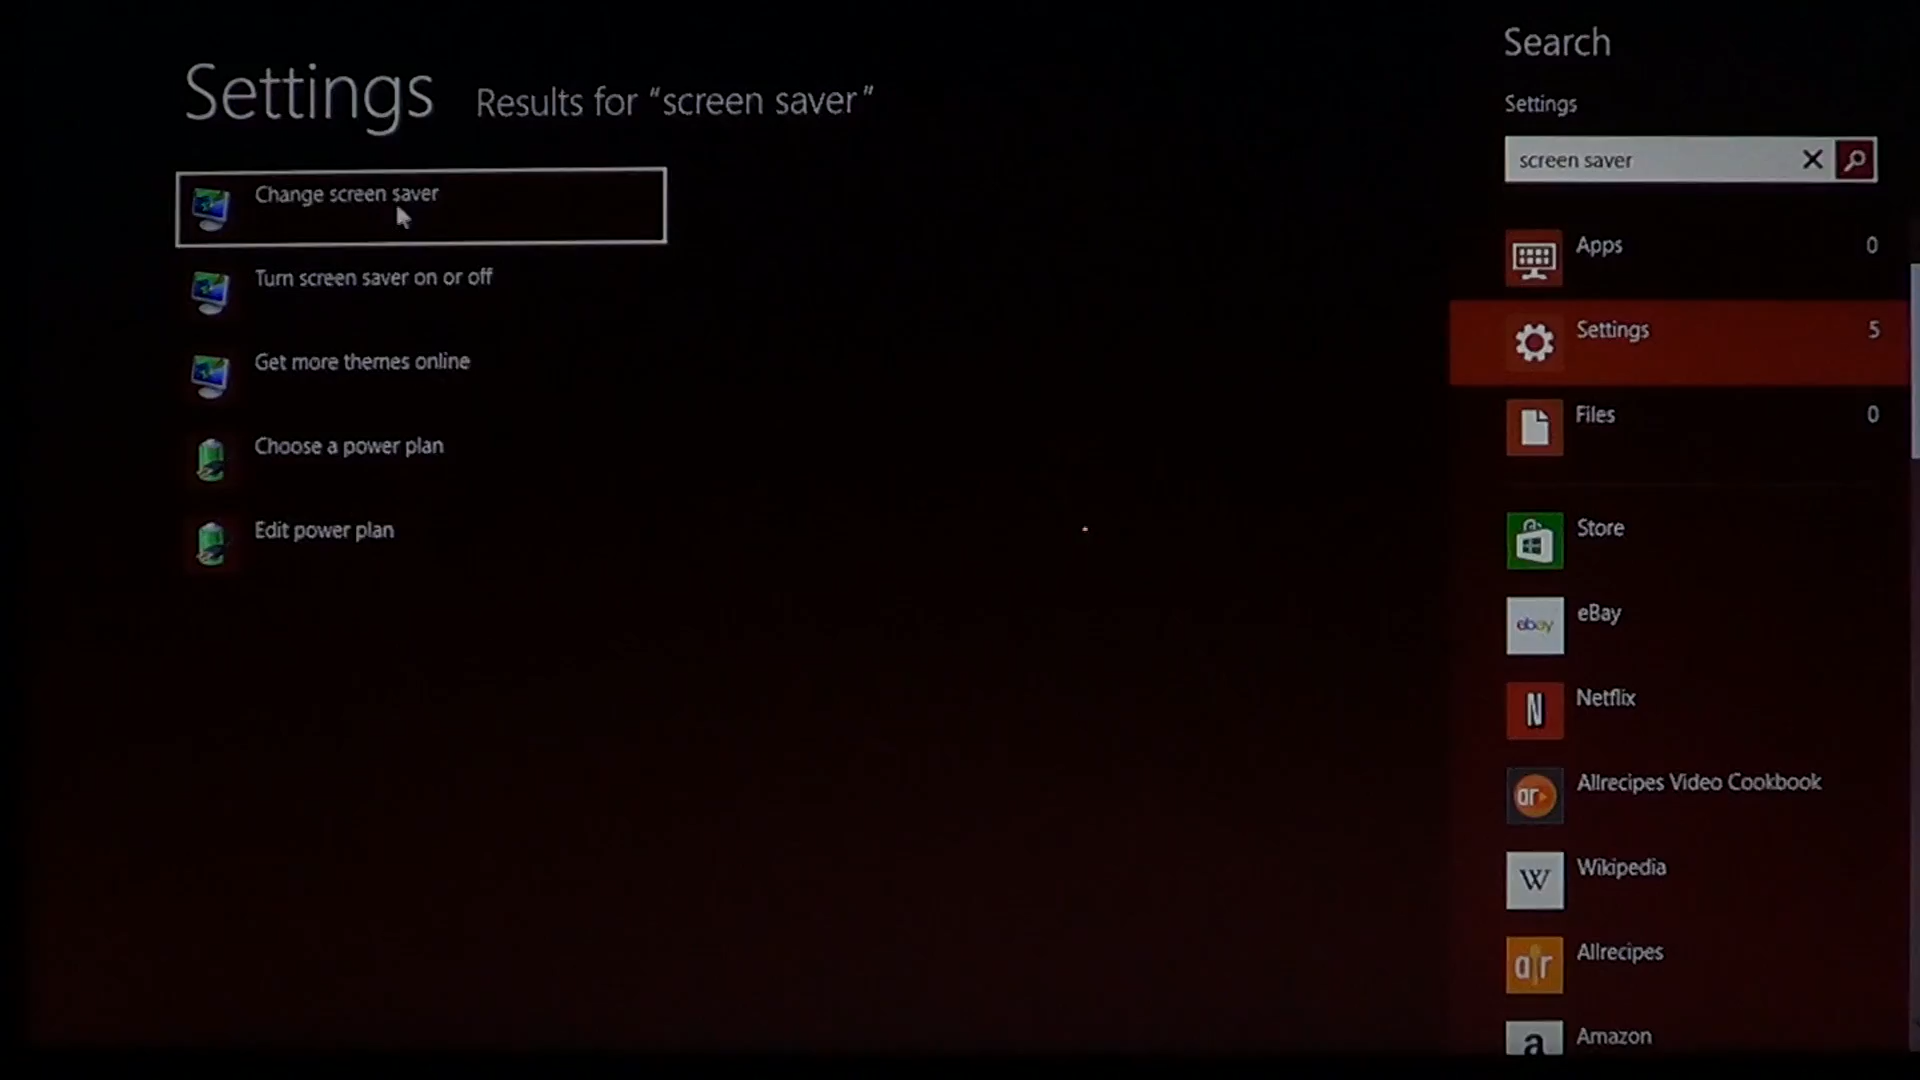 Settings Results for “screen saver”
Change screen saver
Turn screen saver on or off
Get more themes online
Choose a power plan
Edit power plan
Search
Settings
screen saver
Apps 0
Settings 5
Files 0
Store
ebay eBay
N Netflix
ar Allrecipes Video Cookbook
W Wikipedia
ar Allrecipes
a Amazon